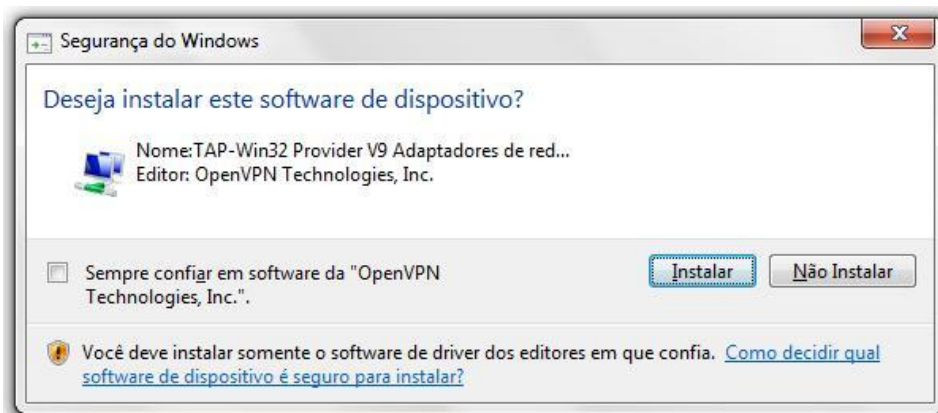 Segurança do Windows
Deseja instalar este software de dispositivo?
Nome:TAP-Win32 Provider V9 Adaptadores de red...
Editor: OpenVPN Technologies, Inc.
Sempre confiar em software da "OpenVPN
Technologies, Inc.".
Instalar
Não Instalar
Você deve instalar somente o software de driver dos editores em que confia. Como decidir qual
software de dispositivo é seguro para instalar?